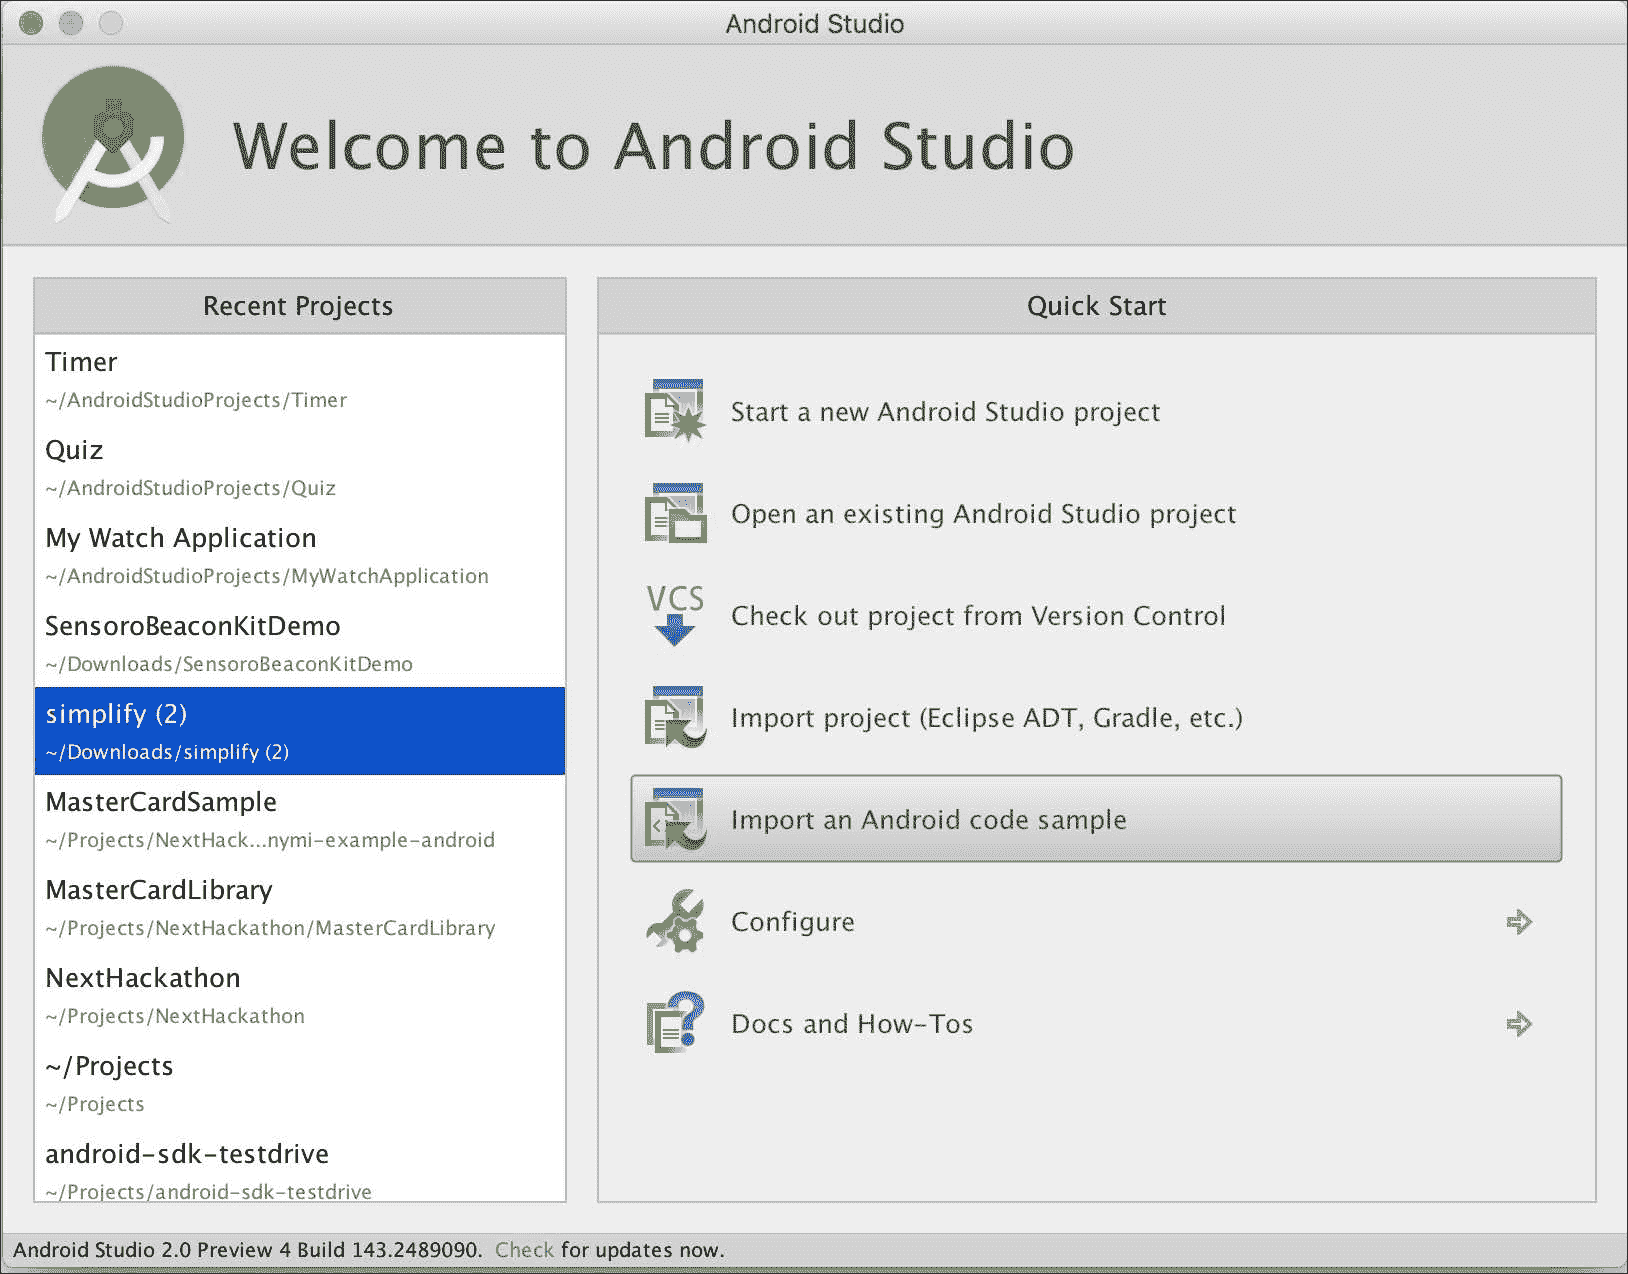 Android Studio
Welcome to Android Studio
Recent Projects
Timer
~/AndroidStudioProjects/Timer
Quiz
~/AndroidStudioProjects/Quiz
My Watch Application
~/AndroidStudioProjects/MyWatchApplication
SensoroBeaconKitDemo
~/Downloads/SensoroBeaconKitDemo
simplify (2)
~/Downloads/simplify (2)
MasterCardSample
~/Projects/NextHack...nymi-example-android
MasterCardLibrary
~/Projects/NextHackathon/MasterCardLibrary
NextHackathon
~/Projects/NextHackathon
~/Projects
~/Projects
android-sdk-testdrive
~/Projects/android-sdk-testdrive
Quick Start
Start a new Android Studio project
Open an existing Android Studio project
VCS
Check out project from Version Control
Import project (Eclipse ADT, Gradle, etc.)
Import an Android code sample
Configure
Docs and How-Tos
Android Studio 2.0 Preview 4 Build 143.2489090. Check for updates now.